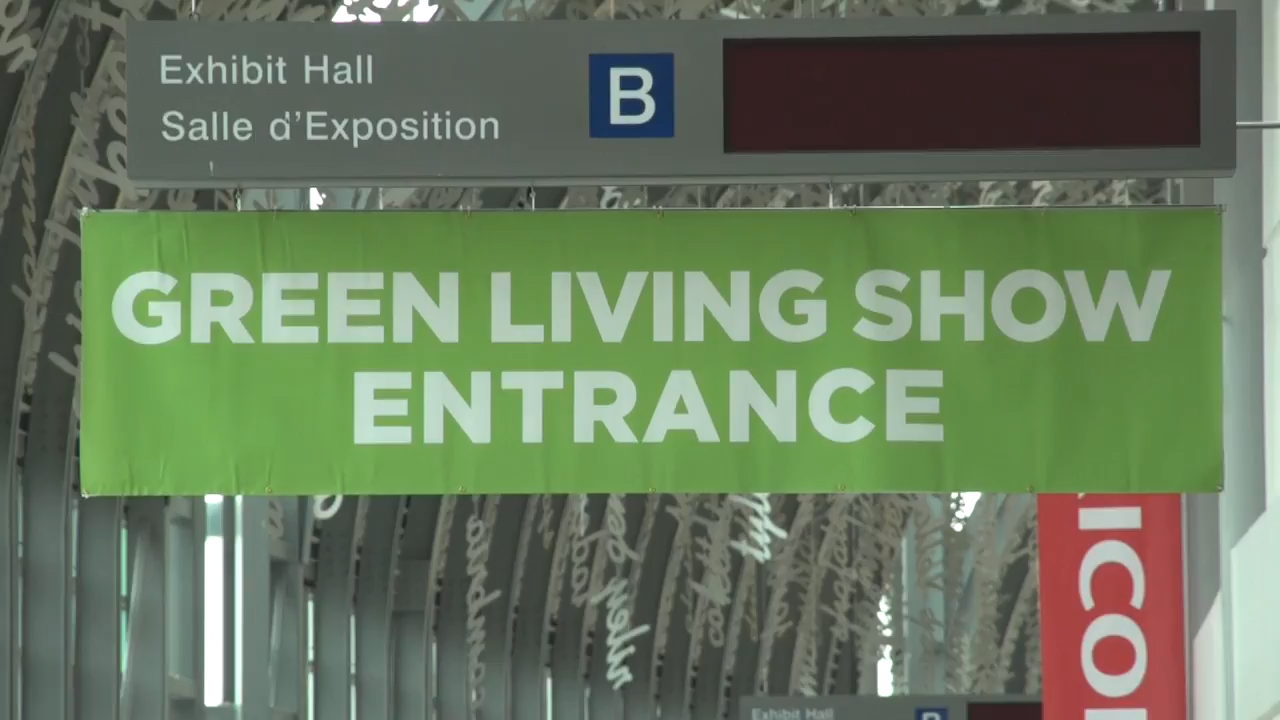 Exhibit Hall
Salle d'Exposition
B
GREEN LIVING SHOW
ENTRANCE
ICO
Exhibit Hall
B